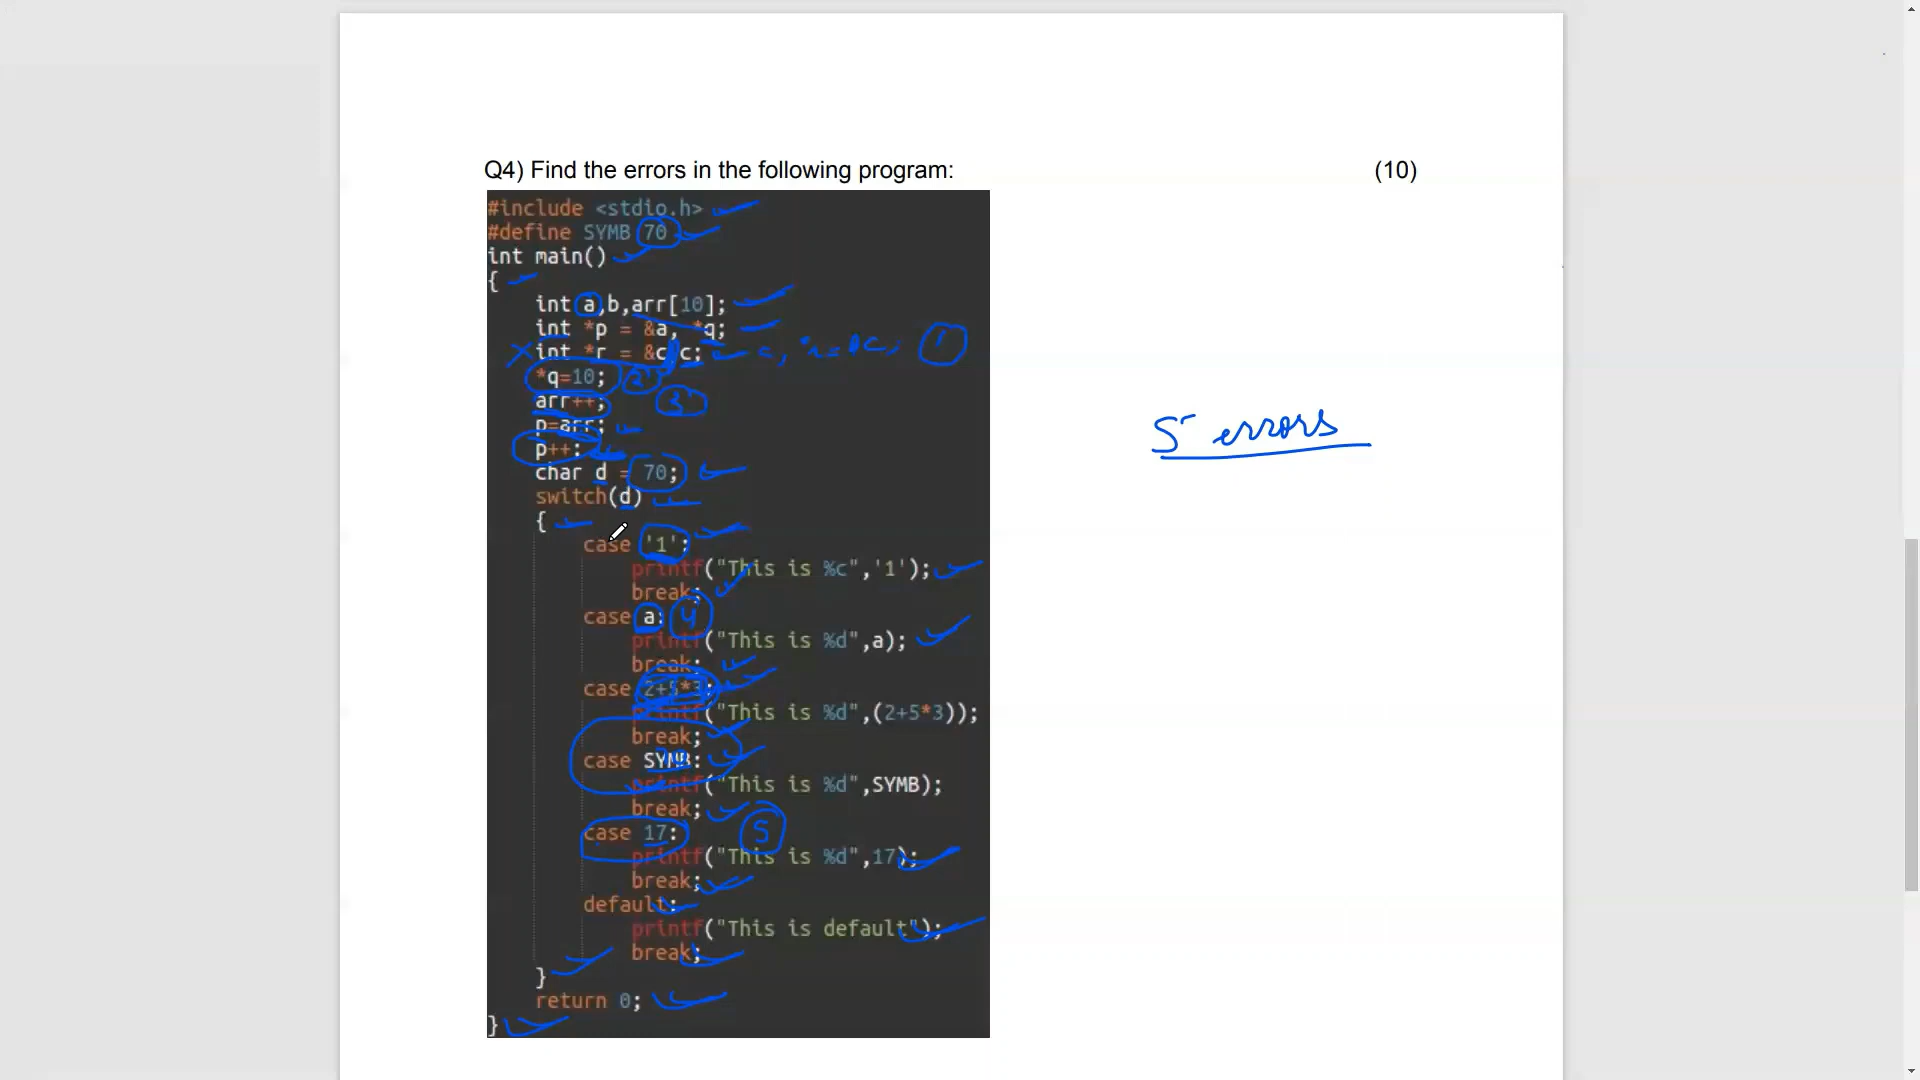 Q4) Find the errors in the following program: (10)
#include <stdio.h>
#define SYMB 70
int main()
{
int a,b,arr[10];
int *p = &a, *q;
int *r = &c, c; c, *r=&c; 1
*q=10; 2
arr++; 3
p=arr;
p++;
char d = 70;
switch(d)
{
case '1':
printf("This is %c",'1');
break;
case a: 4
printf("This is %d",a);
break;
case 2+5*3:
printf("This is %d",(2+5*3));
break;
case SYMB:
printf("This is %d",SYMB);
break;
case 17: 5
printf("This is %d",17);
break;
default:
printf("This is default");
break;
}
return 0;
}
5 errors